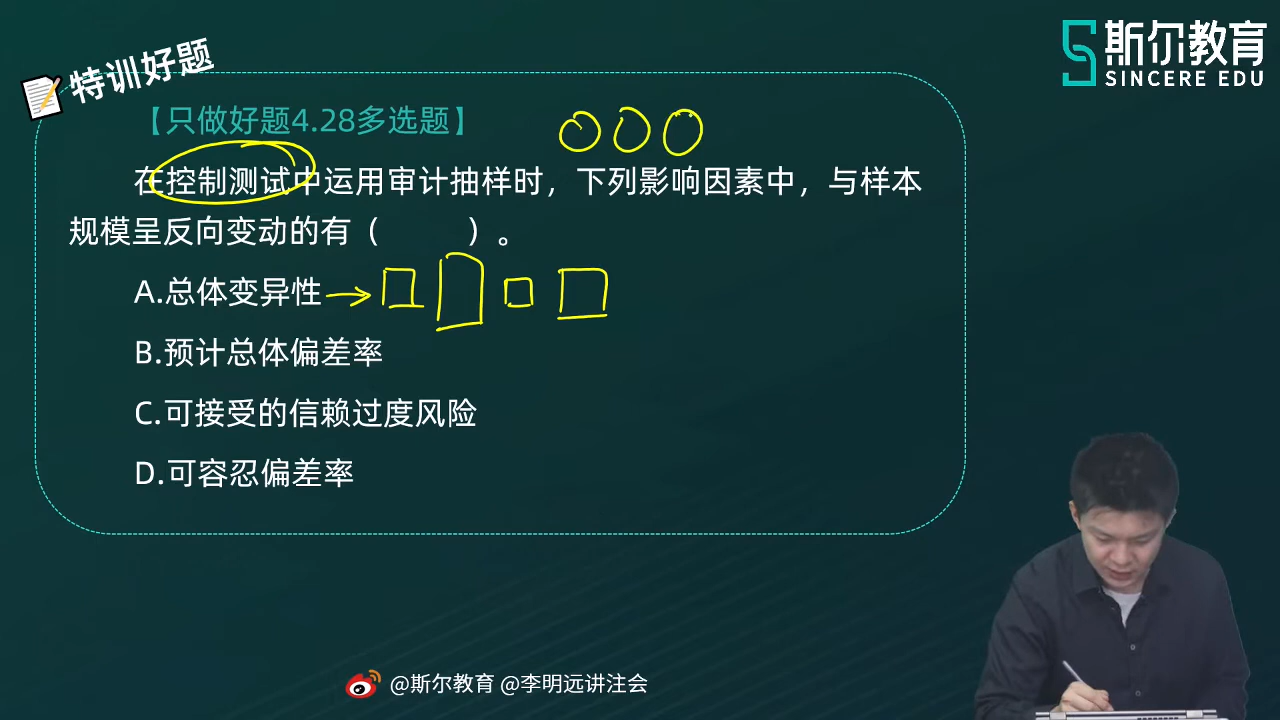 斯尔教育
SINCERE EDU
特训好题
【只做好题4.28多选题】
在控制测试中运用审计抽样时，下列影响因素中，与样本
规模呈反向变动的有（ ）。
A.总体变异性
B.预计总体偏差率
C.可接受的信赖过度风险
D.可容忍偏差率
@斯尔教育 @李明远讲注会